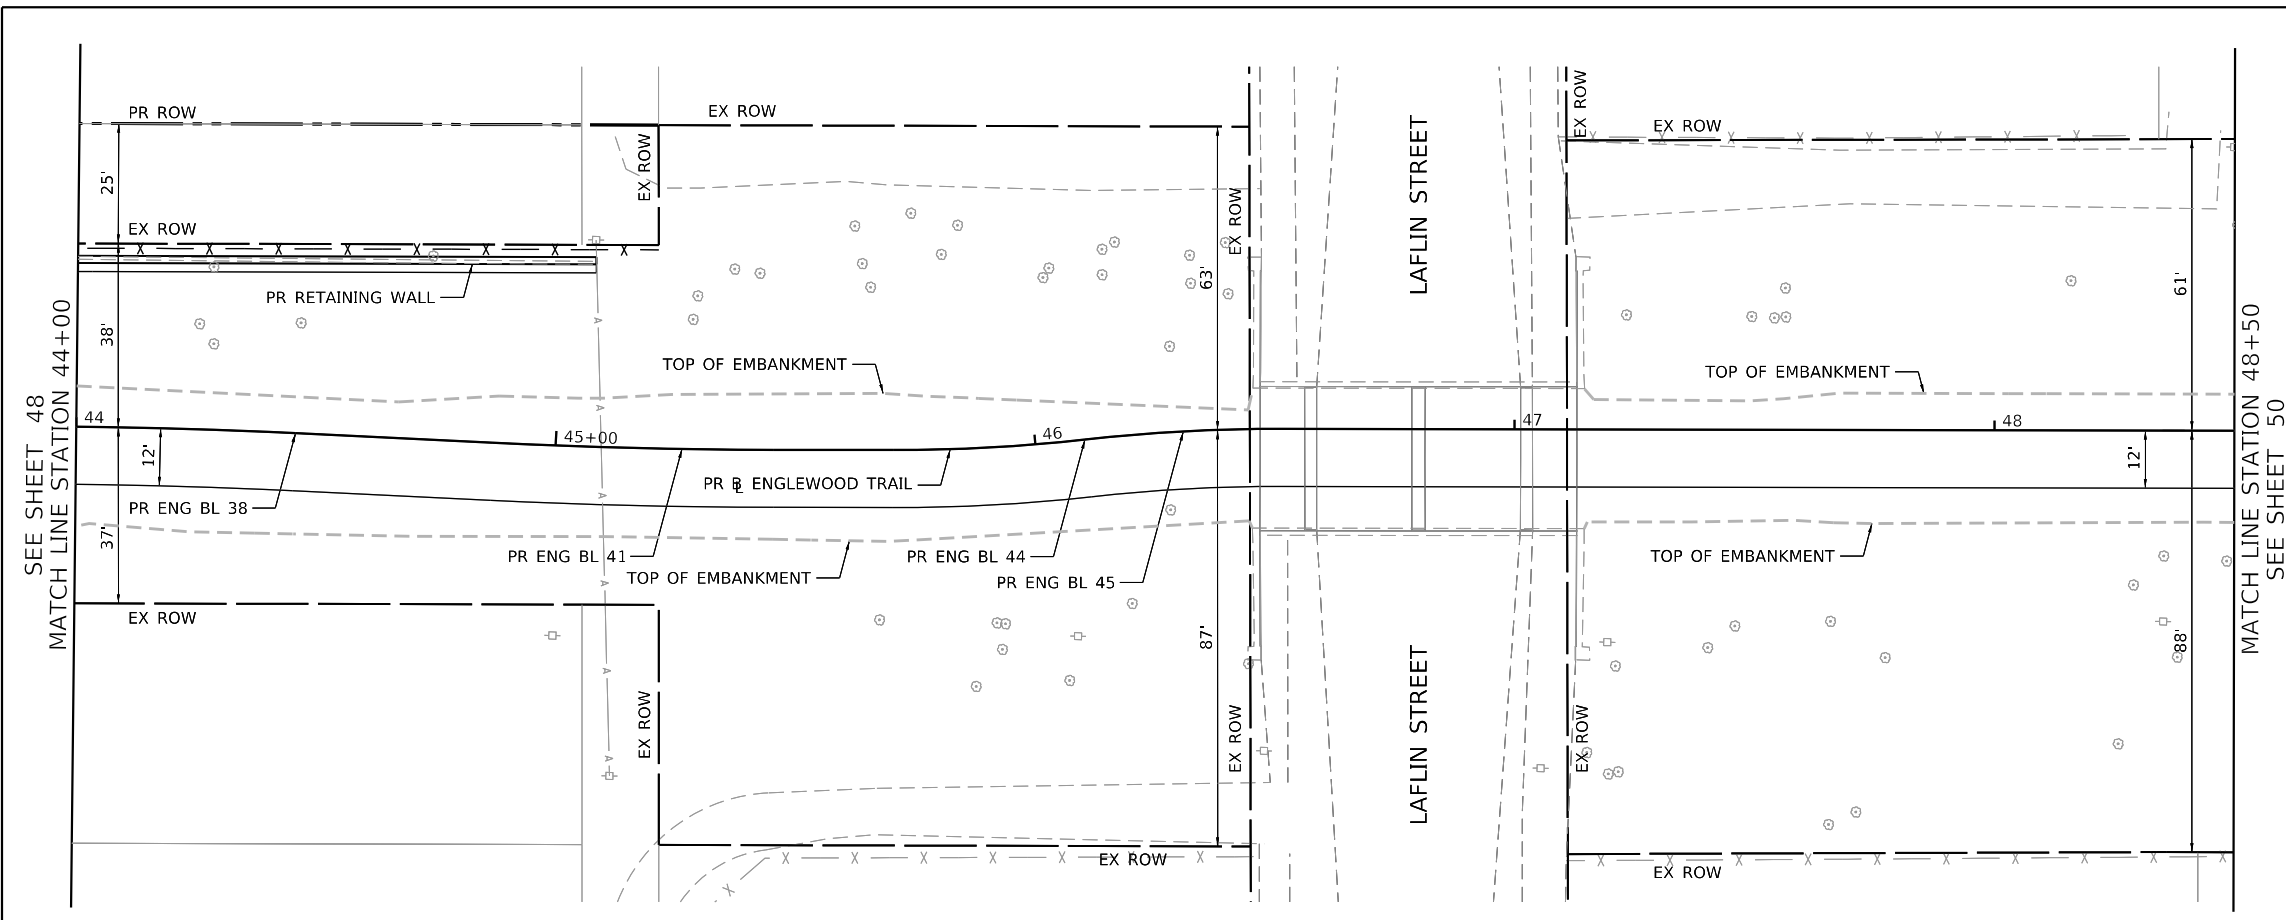 SEE SHEET 48
MATCH LINE STATION 44+00
PR ROW
25'
EX ROW
PR RETAINING WALL
38'
44
12'
PR ENG BL 38
37'
EX ROW
EX ROW
EX ROW
A
A
A
A
A
A
45+00
EX ROW
TOP OF EMBANKMENT
PR BL ENGLEWOOD TRAIL
46
PR ENG BL 41
TOP OF EMBANKMENT
PR ENG BL 44
PR ENG BL 45
63'
87'
EX ROW
EX ROW
EX ROW
LAFLIN STREET
LAFLIN STREET
47
EX ROW
EX ROW
EX ROW
61'
TOP OF EMBANKMENT
48
12'
TOP OF EMBANKMENT
88'
EX ROW
MATCH LINE STATION 48+50
SEE SHEET 50